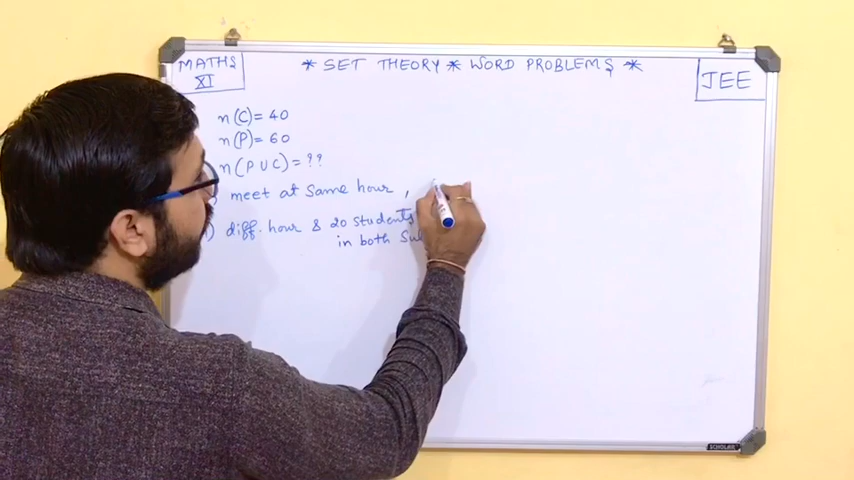 MATHS
XI
* SET THEORY * WORD PROBLEMS *
JEE
n(C) = 40
n(P) = 60
n(P ∪ C) = ??
meet at same hour,
) diff. hour & 20 students
in both
SCHOLAR